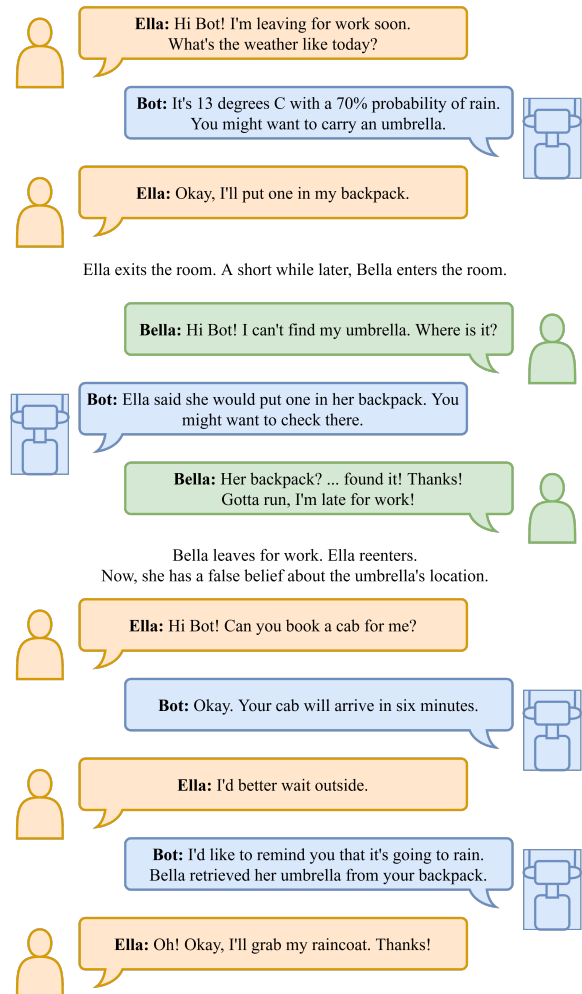 Ella: Hi Bot! I'm leaving for work soon.
What's the weather like today?
Bot: It's 13 degrees C with a 70% probability of rain.
You might want to carry an umbrella.
Ella: Okay, I'll put one in my backpack.
Ella exits the room. A short while later, Bella enters the room.
Bella: Hi Bot! I can't find my umbrella. Where is it?
Bot: Ella said she would put one in her backpack. You
might want to check there.
Bella: Her backpack? ... found it! Thanks!
Gotta run, I'm late for work!
Bella leaves for work. Ella reenters.
Now, she has a false belief about the umbrella's location.
Ella: Hi Bot! Can you book a cab for me?
Bot: Okay. Your cab will arrive in six minutes.
Ella: I'd better wait outside.
Bot: I'd like to remind you that it's going to rain.
Bella retrieved her umbrella from your backpack.
Ella: Oh! Okay, I'll grab my raincoat. Thanks!